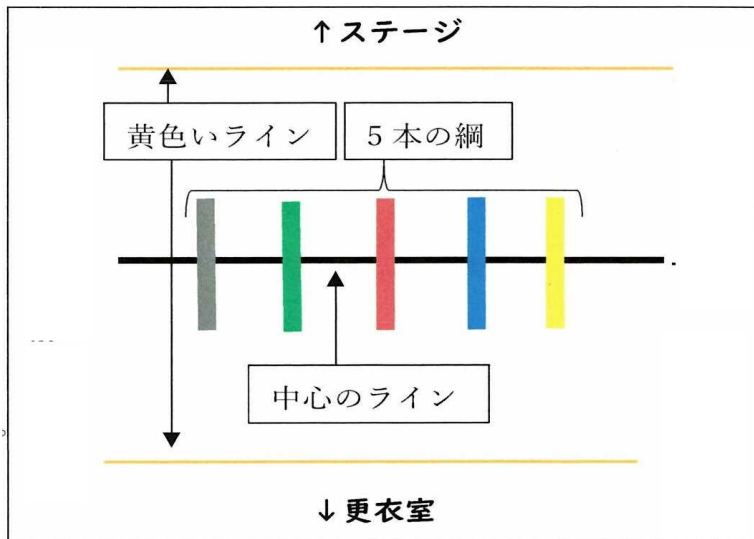 ↑ステージ
黄色いライン
5本の綱
中心のライン
↓更衣室